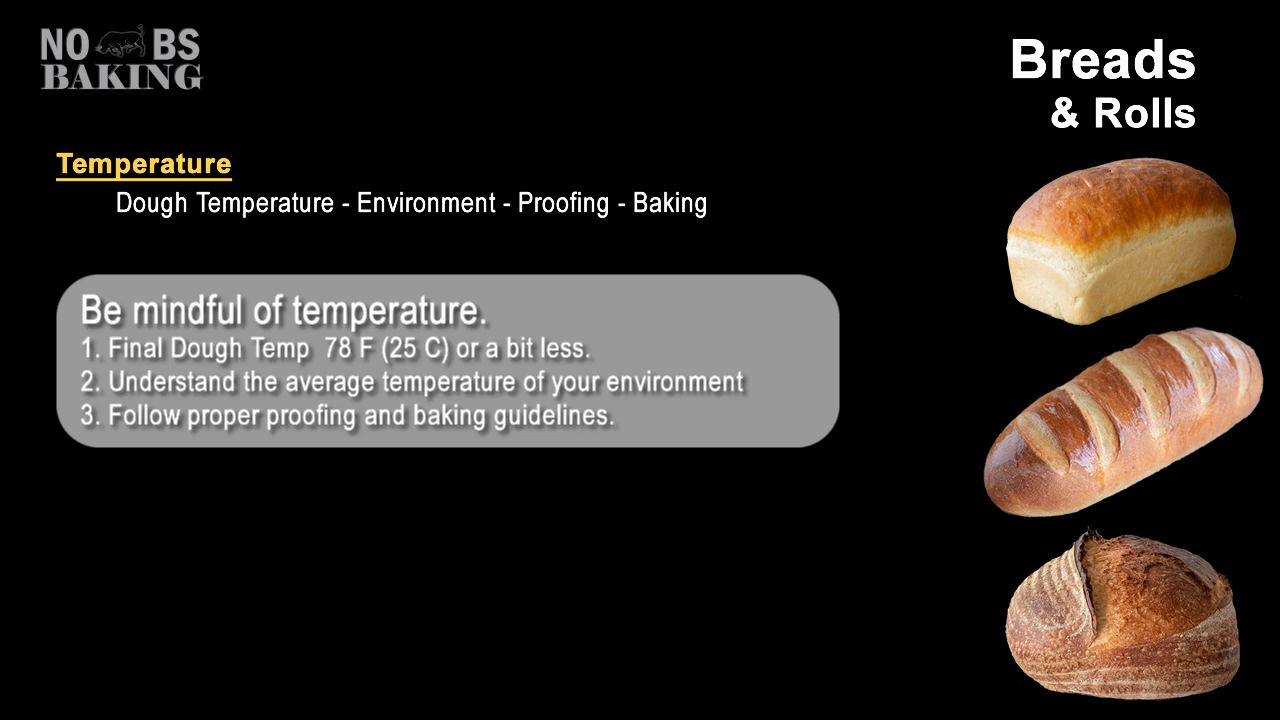 NO BS
BAKING
Breads
& Rolls
Temperature
Dough Temperature - Environment - Proofing - Baking
Be mindful of temperature.
1. Final Dough Temp  78 F (25 C) or a bit less.
2. Understand the average temperature of your environment
3. Follow proper proofing and baking guidelines.